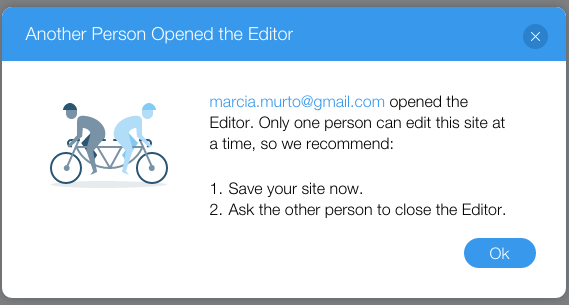 Another Person Opened the Editor
marcia.murto@gmail.com opened the
Editor. Only one person can edit this site at
a time, so we recommend:
1. Save your site now.
2. Ask the other person to close the Editor.
Ok